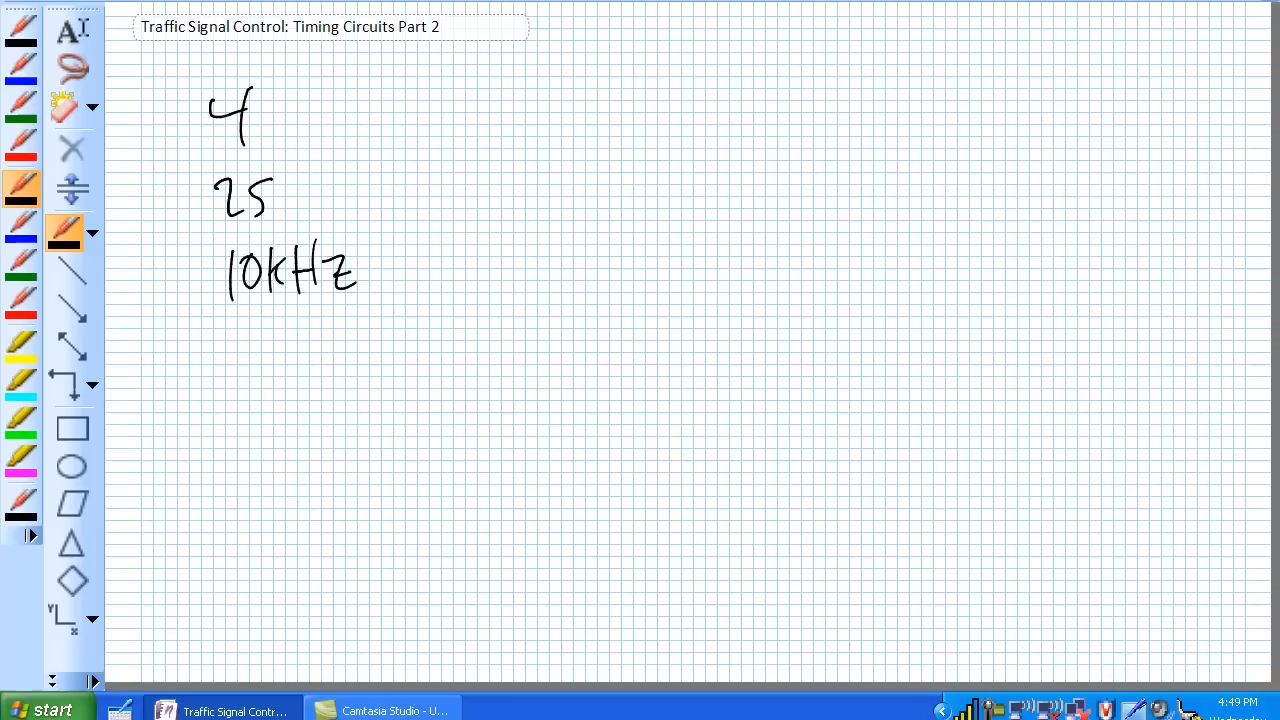 Traffic Signal Control: Timing Circuits Part 2
A
4
25
10kHz
Y
x
start
Traffic Signal Contr...
Camtasia Studio - U...
4:49 PM